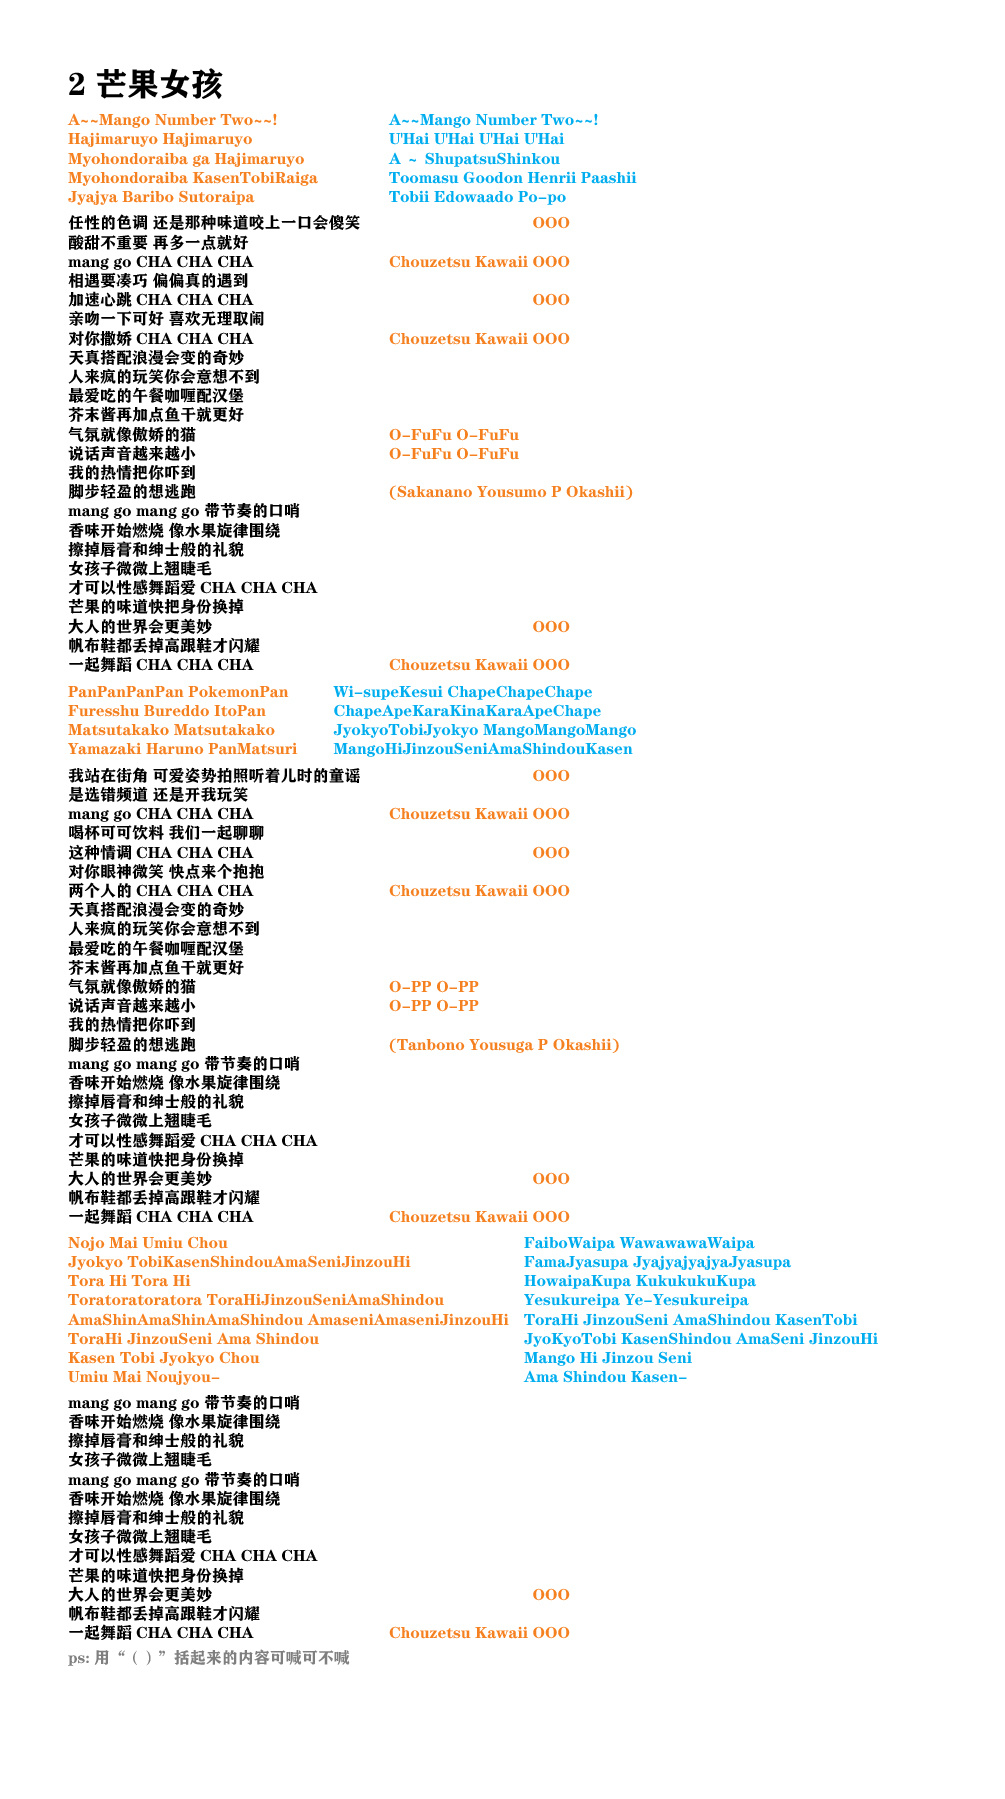 2 芒果女孩
A~~Mango Number Two~~! A~~Mango Number Two~~!
Hajimaruyo Hajimaruyo U'Hai U'Hai U'Hai U'Hai
Myohondoraiba ga Hajimaruyo A ~ ShupatsuShinkou
Myohondoraiba KasenTobiRaiga Toomasu Goodon Henrii Paashii
Jyajya Baribo Sutoraipa Tobii Edowaado Po-po
任性的色调 还是那种味道咬上一口会傻笑 OOO
酸甜不重要 再多一点就好
mang go CHA CHA CHA Chouzetsu Kawaii OOO
相遇要凑巧 偏偏真的遇到
加速心跳 CHA CHA CHA OOO
亲吻一下可好 喜欢无理取闹
对你撒娇 CHA CHA CHA Chouzetsu Kawaii OOO
天真搭配浪漫会变的奇妙
人来疯的玩笑你会意想不到
最爱吃的午餐咖喱配汉堡
芥末酱再加点鱼干就更好
气氛就像傲娇的猫 O-FuFu O-FuFu
说话声音越来越小 O-FuFu O-FuFu
我的热情把你吓到
脚步轻盈的想逃跑 (Sakanano Yousumo P Okashii)
mang go mang go 带节奏的口哨
香味开始燃烧 像水果旋律围绕
擦掉唇膏和绅士般的礼貌
女孩子微微上翘睫毛
才可以性感舞蹈爱 CHA CHA CHA
芒果的味道快把身份换掉
大人的世界会更美妙 OOO
帆布鞋都丢掉高跟鞋才闪耀
一起舞蹈 CHA CHA CHA Chouzetsu Kawaii OOO
PanPanPanPan PokemonPan Wi-supeKesui ChapeChapeChape
Furesshu Bureddo ItoPan ChapeApeKaraKinaKaraApeChape
Matsutakako Matsutakako JyokyoTobiJyokyo MangoMangoMango
Yamazaki Haruno PanMatsuri MangoHiJinzouSeniAmaShindouKasen
我站在街角 可爱姿势拍照听着儿时的童谣 OOO
是选错频道 还是开我玩笑
mang go CHA CHA CHA Chouzetsu Kawaii OOO
喝杯可可饮料 我们一起聊聊
这种情调 CHA CHA CHA OOO
对你眼神微笑 快点来个抱抱
两个人的 CHA CHA CHA Chouzetsu Kawaii OOO
天真搭配浪漫会变的奇妙
人来疯的玩笑你会意想不到
最爱吃的午餐咖喱配汉堡
芥末酱再加点鱼干就更好
气氛就像傲娇的猫 O-PP O-PP
说话声音越来越小 O-PP O-PP
我的热情把你吓到
脚步轻盈的想逃跑 (Tanbono Yousuga P Okashii)
mang go mang go 带节奏的口哨
香味开始燃烧 像水果旋律围绕
擦掉唇膏和绅士般的礼貌
女孩子微微上翘睫毛
才可以性感舞蹈爱 CHA CHA CHA
芒果的味道快把身份换掉
大人的世界会更美妙 OOO
帆布鞋都丢掉高跟鞋才闪耀
一起舞蹈 CHA CHA CHA Chouzetsu Kawaii OOO
Nojo Mai Umiu Chou FaiboWaipa WawawawaWaipa
Jyokyo TobiKasenShindouAmaSeniJinzouHi FamaJyasupa JyajyajyajyaJyasupa
Tora Hi Tora Hi HowaipaKupa KukukukuKupa
Toratoratoratora ToraHiJinzouSeniAmaShindou Yesukureipa Ye-Yesukureipa
AmaShinAmaShinAmaShindou AmaseniAmaseniJinzouHi ToraHi JinzouSeni AmaShindou KasenTobi
ToraHi JinzouSeni Ama Shindou JyoKyoTobi KasenShindou AmaSeni JinzouHi
Kasen Tobi Jyokyo Chou Mango Hi Jinzou Seni
Umiu Mai Noujyou- Ama Shindou Kasen-
mang go mang go 带节奏的口哨
香味开始燃烧 像水果旋律围绕
擦掉唇膏和绅士般的礼貌
女孩子微微上翘睫毛
mang go mang go 带节奏的口哨
香味开始燃烧 像水果旋律围绕
擦掉唇膏和绅士般的礼貌
女孩子微微上翘睫毛
才可以性感舞蹈爱 CHA CHA CHA
芒果的味道快把身份换掉
大人的世界会更美妙 OOO
帆布鞋都丢掉高跟鞋才闪耀
一起舞蹈 CHA CHA CHA Chouzetsu Kawaii OOO
ps: 用“（）”括起来的内容可喊可不喊